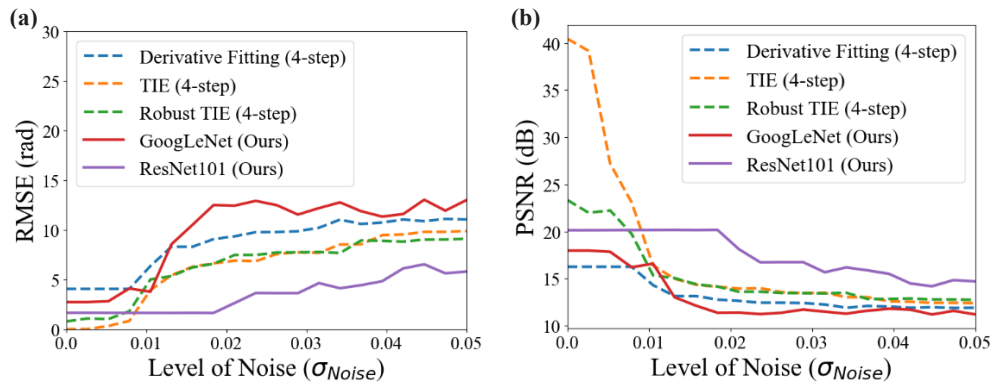 (a)
30
25
20
15
10
5
0
RMSE (rad)
Derivative Fitting (4-step)
TIE (4-step)
Robust TIE (4-step)
GoogLeNet (Ours)
ResNet101 (Ours)
0.0 0.01 0.02 0.03 0.04 0.05
Level of Noise (σNoise)
(b)
40
35
30
25
20
15
10
PSNR (dB)
Derivative Fitting (4-step)
TIE (4-step)
Robust TIE (4-step)
GoogLeNet (Ours)
ResNet101 (Ours)
0.0 0.01 0.02 0.03 0.04 0.05
Level of Noise (σNoise)